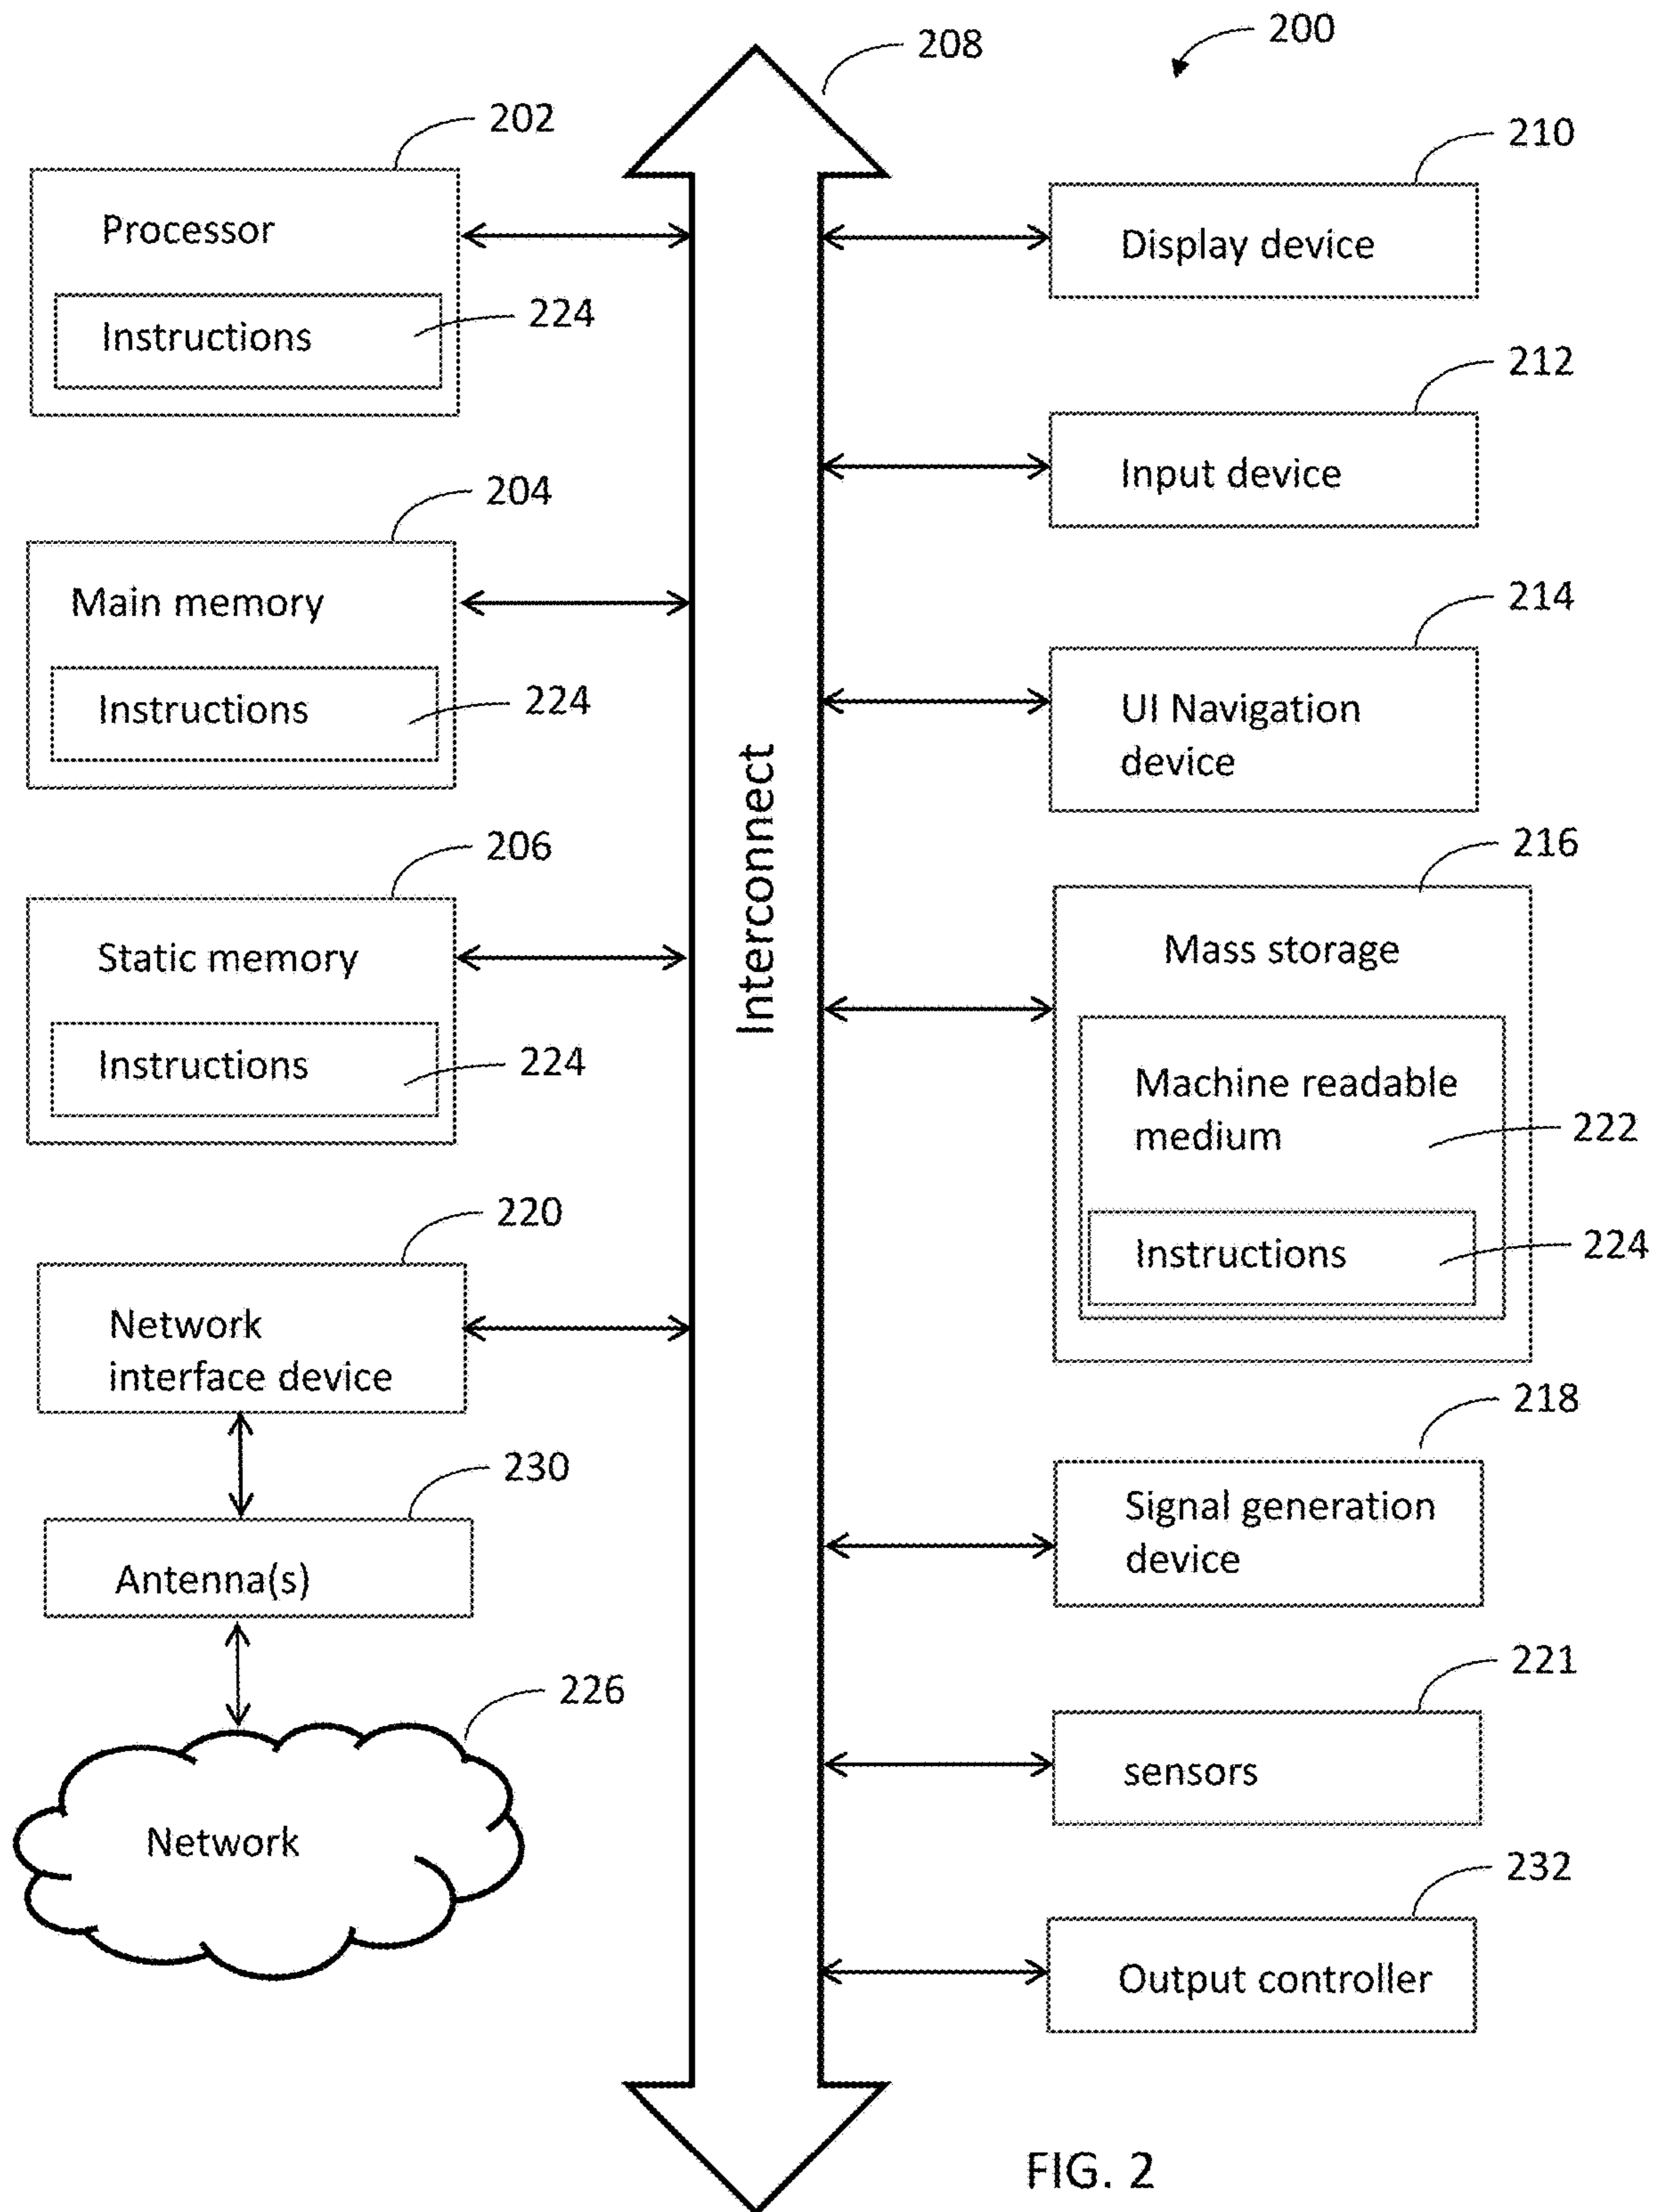 200
208
202
Processor
Instructions
224
204
Main memory
Instructions
224
206
Static memory
Instructions
224
220
Network
interface device
230
Antenna(s)
226
Network
Interconnect
210
Display device
212
Input device
214
UI Navigation
device
216
Mass storage
Machine readable
medium
222
Instructions
224
218
Signal generation
device
221
sensors
232
Output controller
FIG. 2